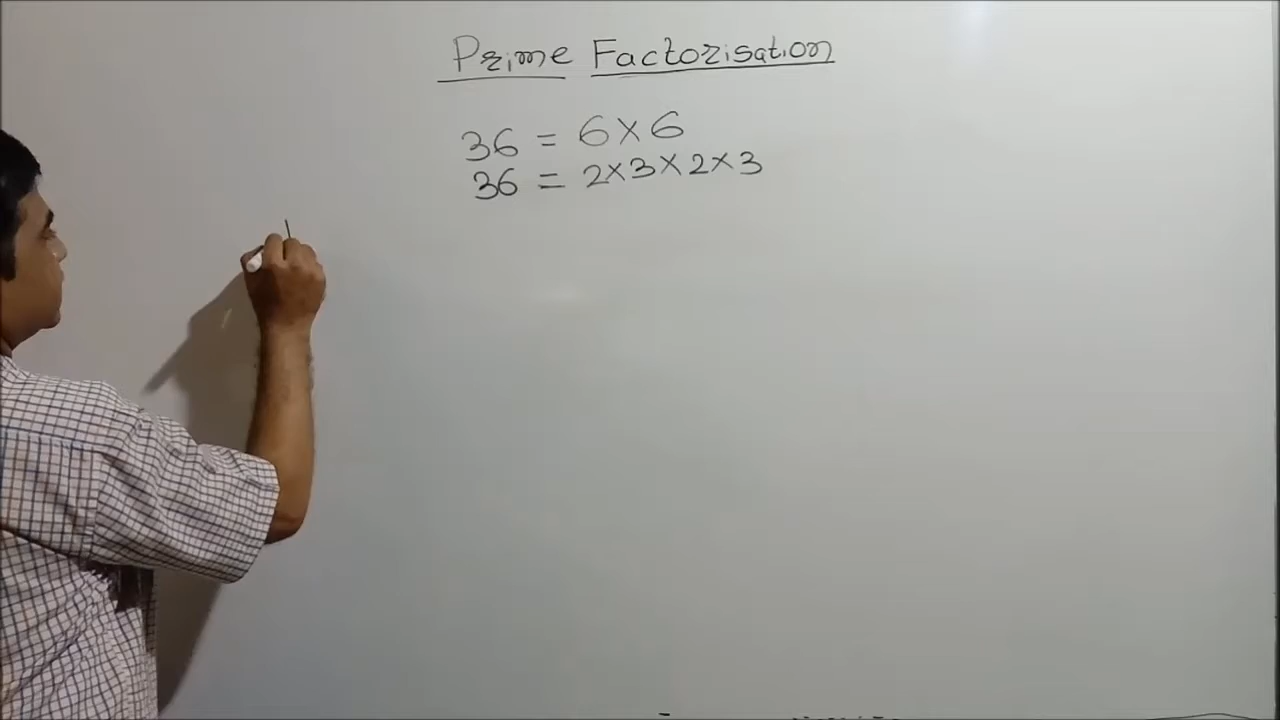 Prime Factorisation
36 = 6 × 6
36 = 2 × 3 × 2 × 3